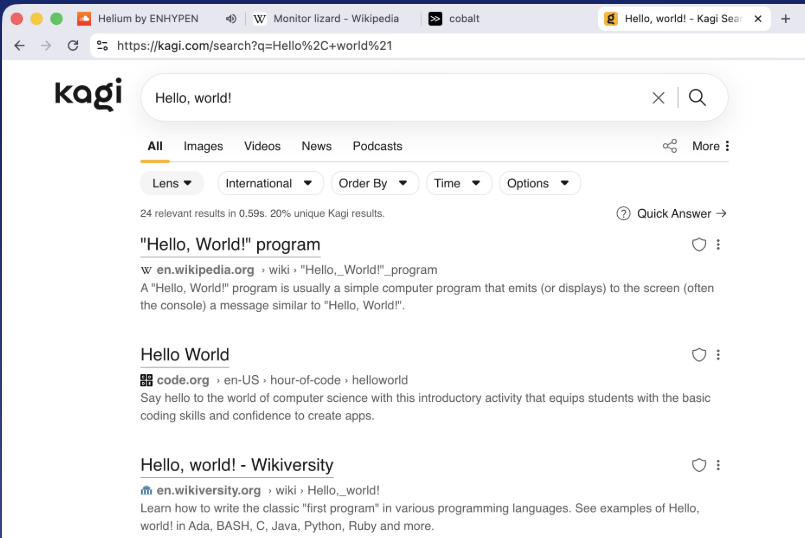 Helium by ENHYPEN
Monitor lizard - Wikipedia
cobalt
Hello, world! - Kagi Sear
https://kagi.com/search?q=Hello%2C+world%21
kagi
Hello, world!
All Images Videos News Podcasts More
Lens International Order By Time Options
24 relevant results in 0.59s. 20% unique Kagi results. Quick Answer
"Hello, World!" program
en.wikipedia.org › wiki › "Hello,_World!"_program
A "Hello, World!" program is usually a simple computer program that emits (or displays) to the screen (often
the console) a message similar to "Hello, World!".
Hello World
code.org › en-US › hour-of-code › helloworld
Say hello to the world of computer science with this introductory activity that equips students with the basic
coding skills and confidence to create apps.
Hello, world! - Wikiversity
en.wikiversity.org › wiki › Hello,_world!
Learn how to write the classic "first program" in various programming languages. See examples of Hello,
world! in Ada, BASH, C, Java, Python, Ruby and more.